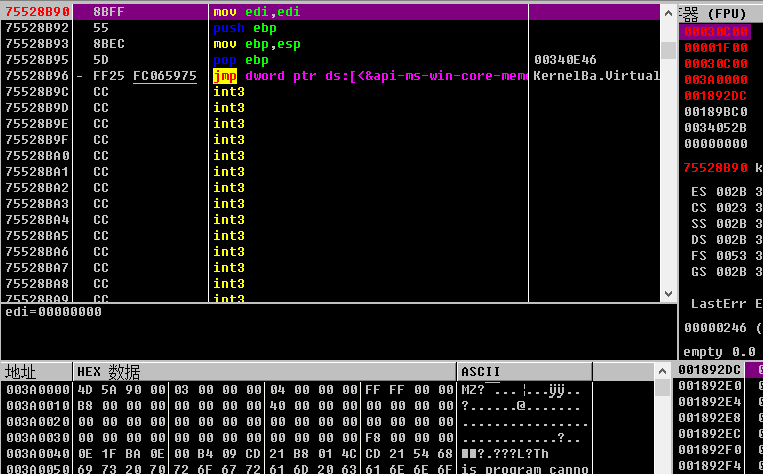 75528B90 8BFF mov edi,edi
75528B92 55 push ebp
75528B93 8BEC mov ebp,esp
75528B95 5D pop ebp 00340E46
75528B96 - FF25 FC065975 jmp dword ptr ds:[<&api-ms-win-core-mem KernelBa.Virtual
75528B9C CC int3
75528B9D CC int3
75528B9E CC int3
75528B9F CC int3
75528BA0 CC int3
75528BA1 CC int3
75528BA2 CC int3
75528BA3 CC int3
75528BA4 CC int3
75528BA5 CC int3
75528BA6 CC int3
75528BA7 CC int3
75528BA8 CC int3
75528BA9 CC int3
edi=00000000
器 (FPU)
00030C00
00001F00
00030C00
003A0000
001892DC
00189BC0
0034052B
00000000
75528B90 k
ES 002B 3
CS 0023 3
SS 002B 3
DS 002B 3
FS 0053 3
GS 002B 3
LastErr E
00000246 (
empty 0.0
地址 HEX 数据 ASCII
003A0000 4D 5A 90 00 03 00 00 00 04 00 00 00 FF FF 00 00 MZ?....¦...ÿÿ..
003A0010 B8 00 00 00 00 00 00 00 40 00 00 00 00 00 00 00 ?.......@.......
003A0020 00 00 00 00 00 00 00 00 00 00 00 00 00 00 00 00 ................
003A0030 00 00 00 00 00 00 00 00 00 00 00 00 F8 00 00 00 ............?...
003A0040 0E 1F BA 0E 00 B4 09 CD 21 B8 01 4C CD 21 54 68 ?.???L?Th
003A0050 69 73 20 70 72 6F 67 72 61 6D 20 63 61 6E 6E 6F is program canno
001892DC
001892E0
001892E4
001892E8
001892EC
001892F0
001892F4